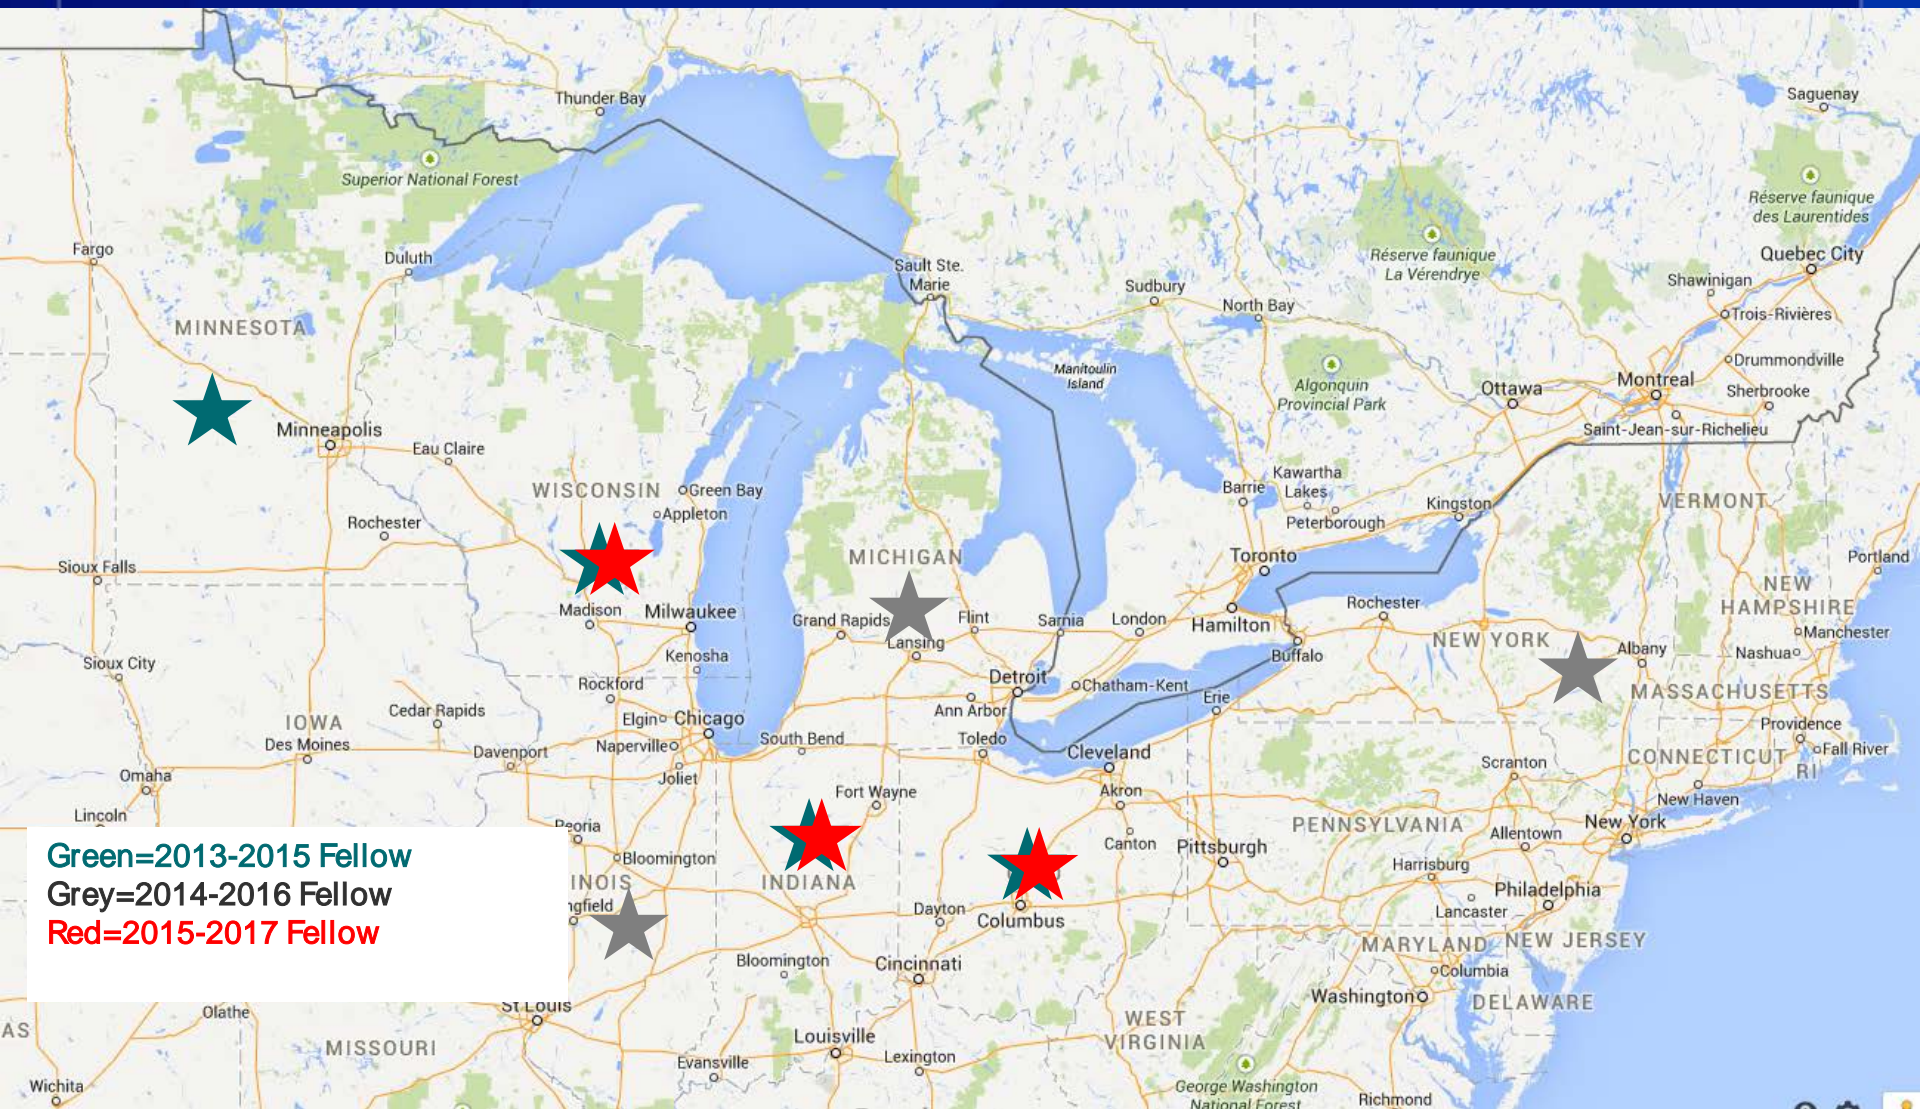 Thunder Bay
Saguenay
Superior National Forest
Réserve faunique
des Laurentides
Fargo
Duluth
Réserve faunique
La Vérendrye
Quebec City
Sault Ste.
Marie
Sudbury
Shawinigan
North Bay
Trois-Rivières
MINNESOTA
Manitoulin
Island
Drummondville
Algonquin
Provincial Park
Ottawa
Montreal
Sherbrooke
Minneapolis
Saint-Jean-sur-Richelieu
Eau Claire
WISCONSIN
Green Bay
Appleton
Kawartha
Lakes
Barrie
Kingston
VERMONT
Rochester
Peterborough
MICHIGAN
Toronto
Portland
Sioux Falls
NEW
HAMPSHIRE
Madison
Milwaukee
Grand Rapids
Flint
Sarnia
London
Hamilton
Rochester
NEW YORK
Manchester
Lansing
Buffalo
Albany
Nashua
Sioux City
Kenosha
Detroit
Chatham-Kent
Erie
MASSACHUSETTS
Rockford
Ann Arbor
Cedar Rapids
IOWA
Elgin
Chicago
Providence
Des Moines
Davenport
Naperville
South Bend
Toledo
Cleveland
CONNECTICUT
RI
Fall River
Scranton
Omaha
Joliet
Fort Wayne
Akron
New Haven
Lincoln
Peoria
PENNSYLVANIA
Allentown
New York
Canton
Pittsburgh
Bloomington
Harrisburg
Green=2013-2015 Fellow
Grey=2014-2016 Fellow
Red=2015-2017 Fellow
INOIS
ngfield
INDIANA
Philadelphia
Dayton
Columbus
Lancaster
MARYLAND
NEW JERSEY
Bloomington
Cincinnati
Columbia
Washington
DELAWARE
Olathe
St Louis
AS
MISSOURI
Louisville
WEST
VIRGINIA
Evansville
Lexington
Wichita
George Washington
National Forest
Richmond